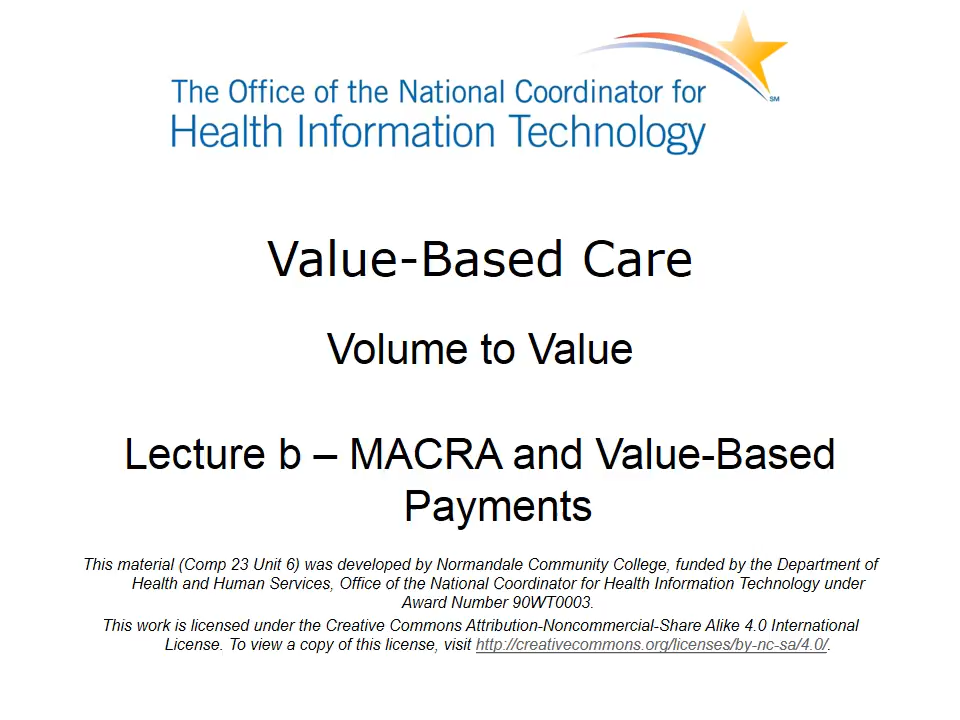 The Office of the National Coordinator for
Health Information Technology
SM
Value-Based Care
Volume to Value
Lecture b – MACRA and Value-Based
Payments
This material (Comp 23 Unit 6) was developed by Normandale Community College, funded by the Department of
Health and Human Services, Office of the National Coordinator for Health Information Technology under
Award Number 90WT0003.
This work is licensed under the Creative Commons Attribution-Noncommercial-Share Alike 4.0 International
License. To view a copy of this license, visit http://creativecommons.org/licenses/by-nc-sa/4.0/.